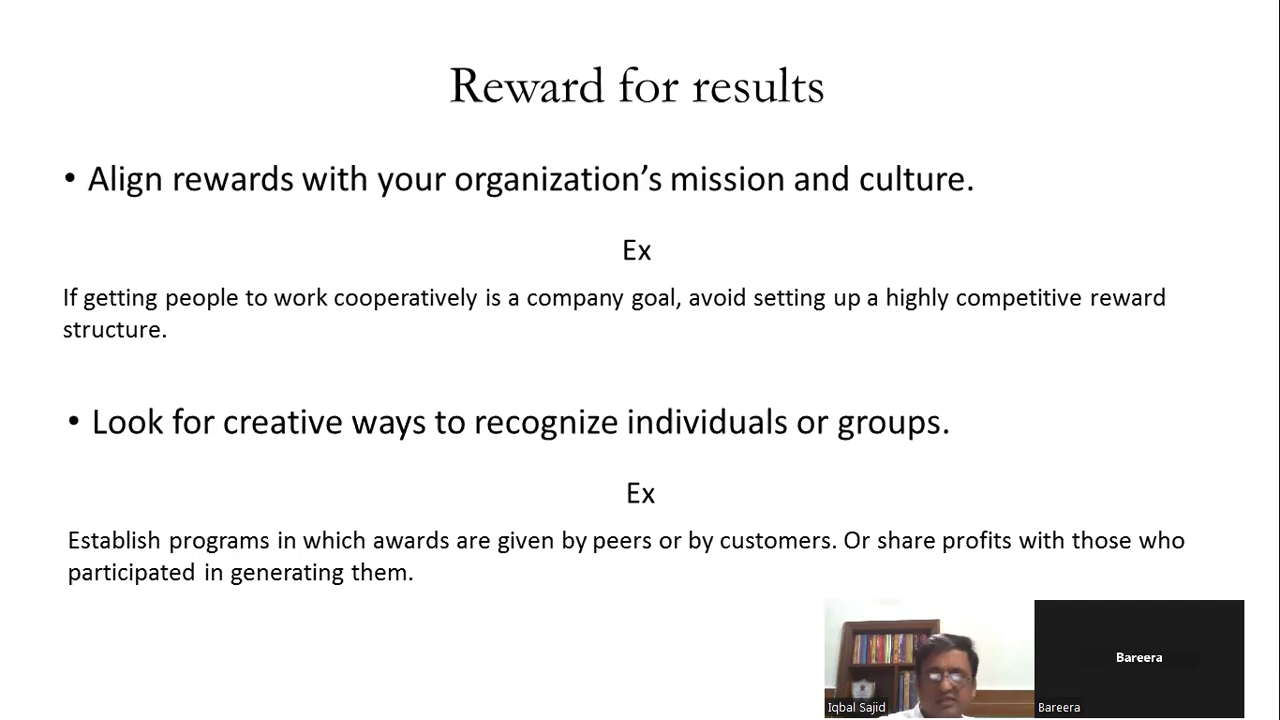 Reward for results
• Align rewards with your organization’s mission and culture.
Ex
If getting people to work cooperatively is a company goal, avoid setting up a highly competitive reward
structure.
• Look for creative ways to recognize individuals or groups.
Ex
Establish programs in which awards are given by peers or by customers. Or share profits with those who
participated in generating them.
Bareera
Iqbal Sajid
Bareera